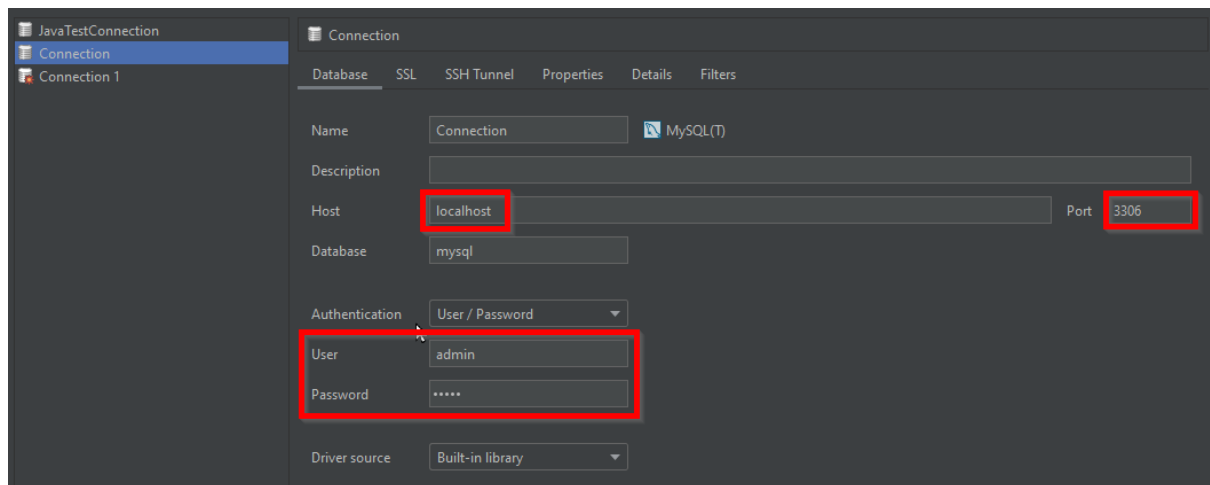 JavaTestConnection
Connection
Connection 1
Connection
Database SSL SSH Tunnel Properties Details Filters
Name Connection MySQL(T)
Description
Host localhost Port 3306
Database mysql
Authentication User / Password
User admin
Password •••••
Driver source Built-in library